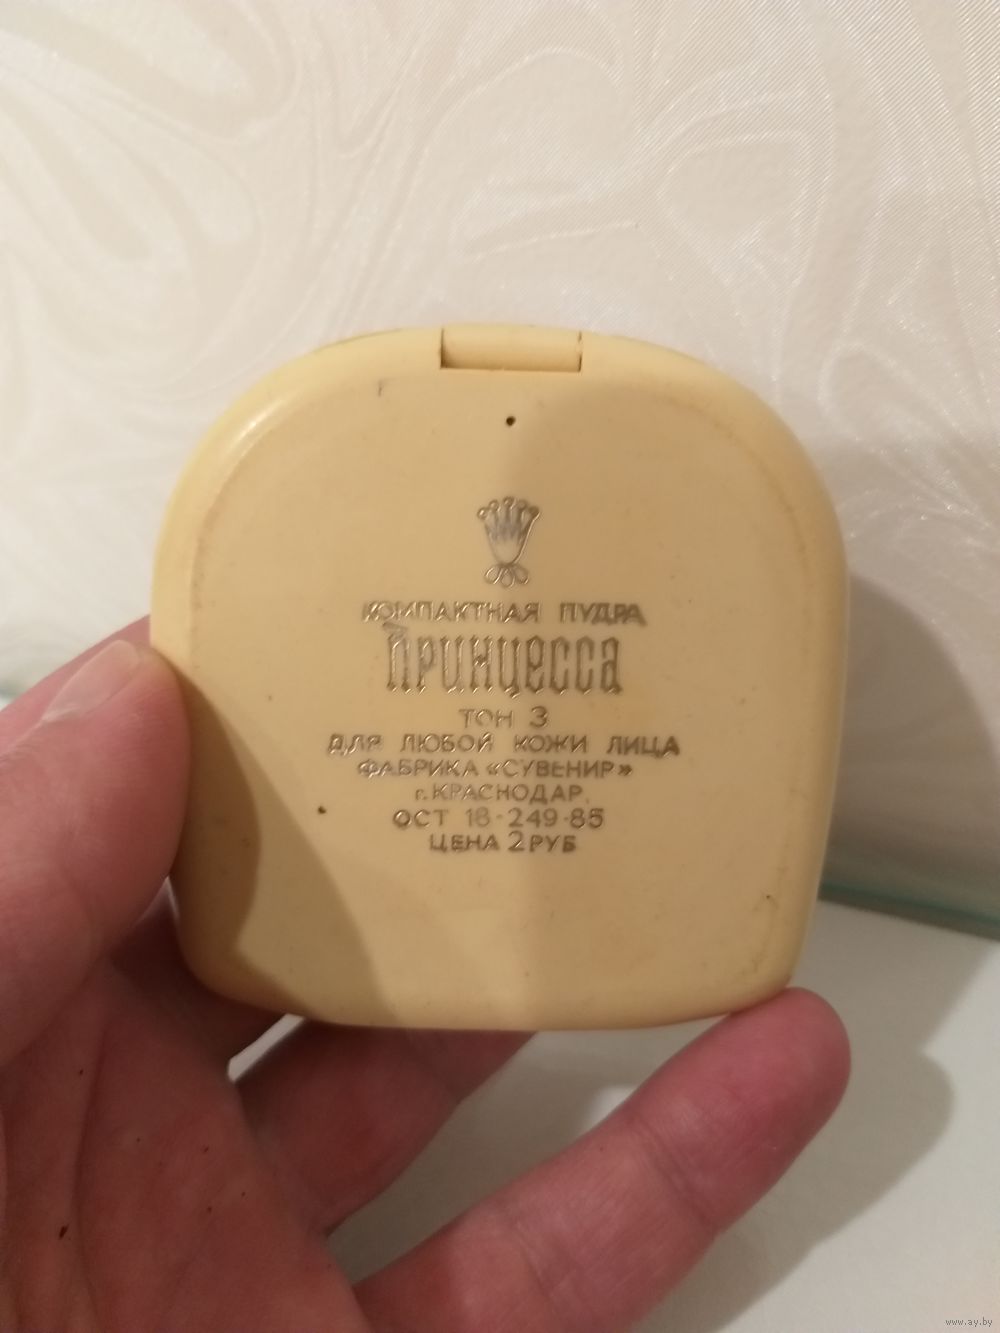 КОМПАКТНАЯ ПУДРА
ПРИНЦЕССА
ТОН 3
ДЛЯ ЛЮБОЙ КОЖИ ЛИЦА
ФАБРИКА «СУВЕНИР»
г. КРАСНОДАР.
ОСТ 18-249-85
ЦЕНА 2 РУБ
www.ay.by